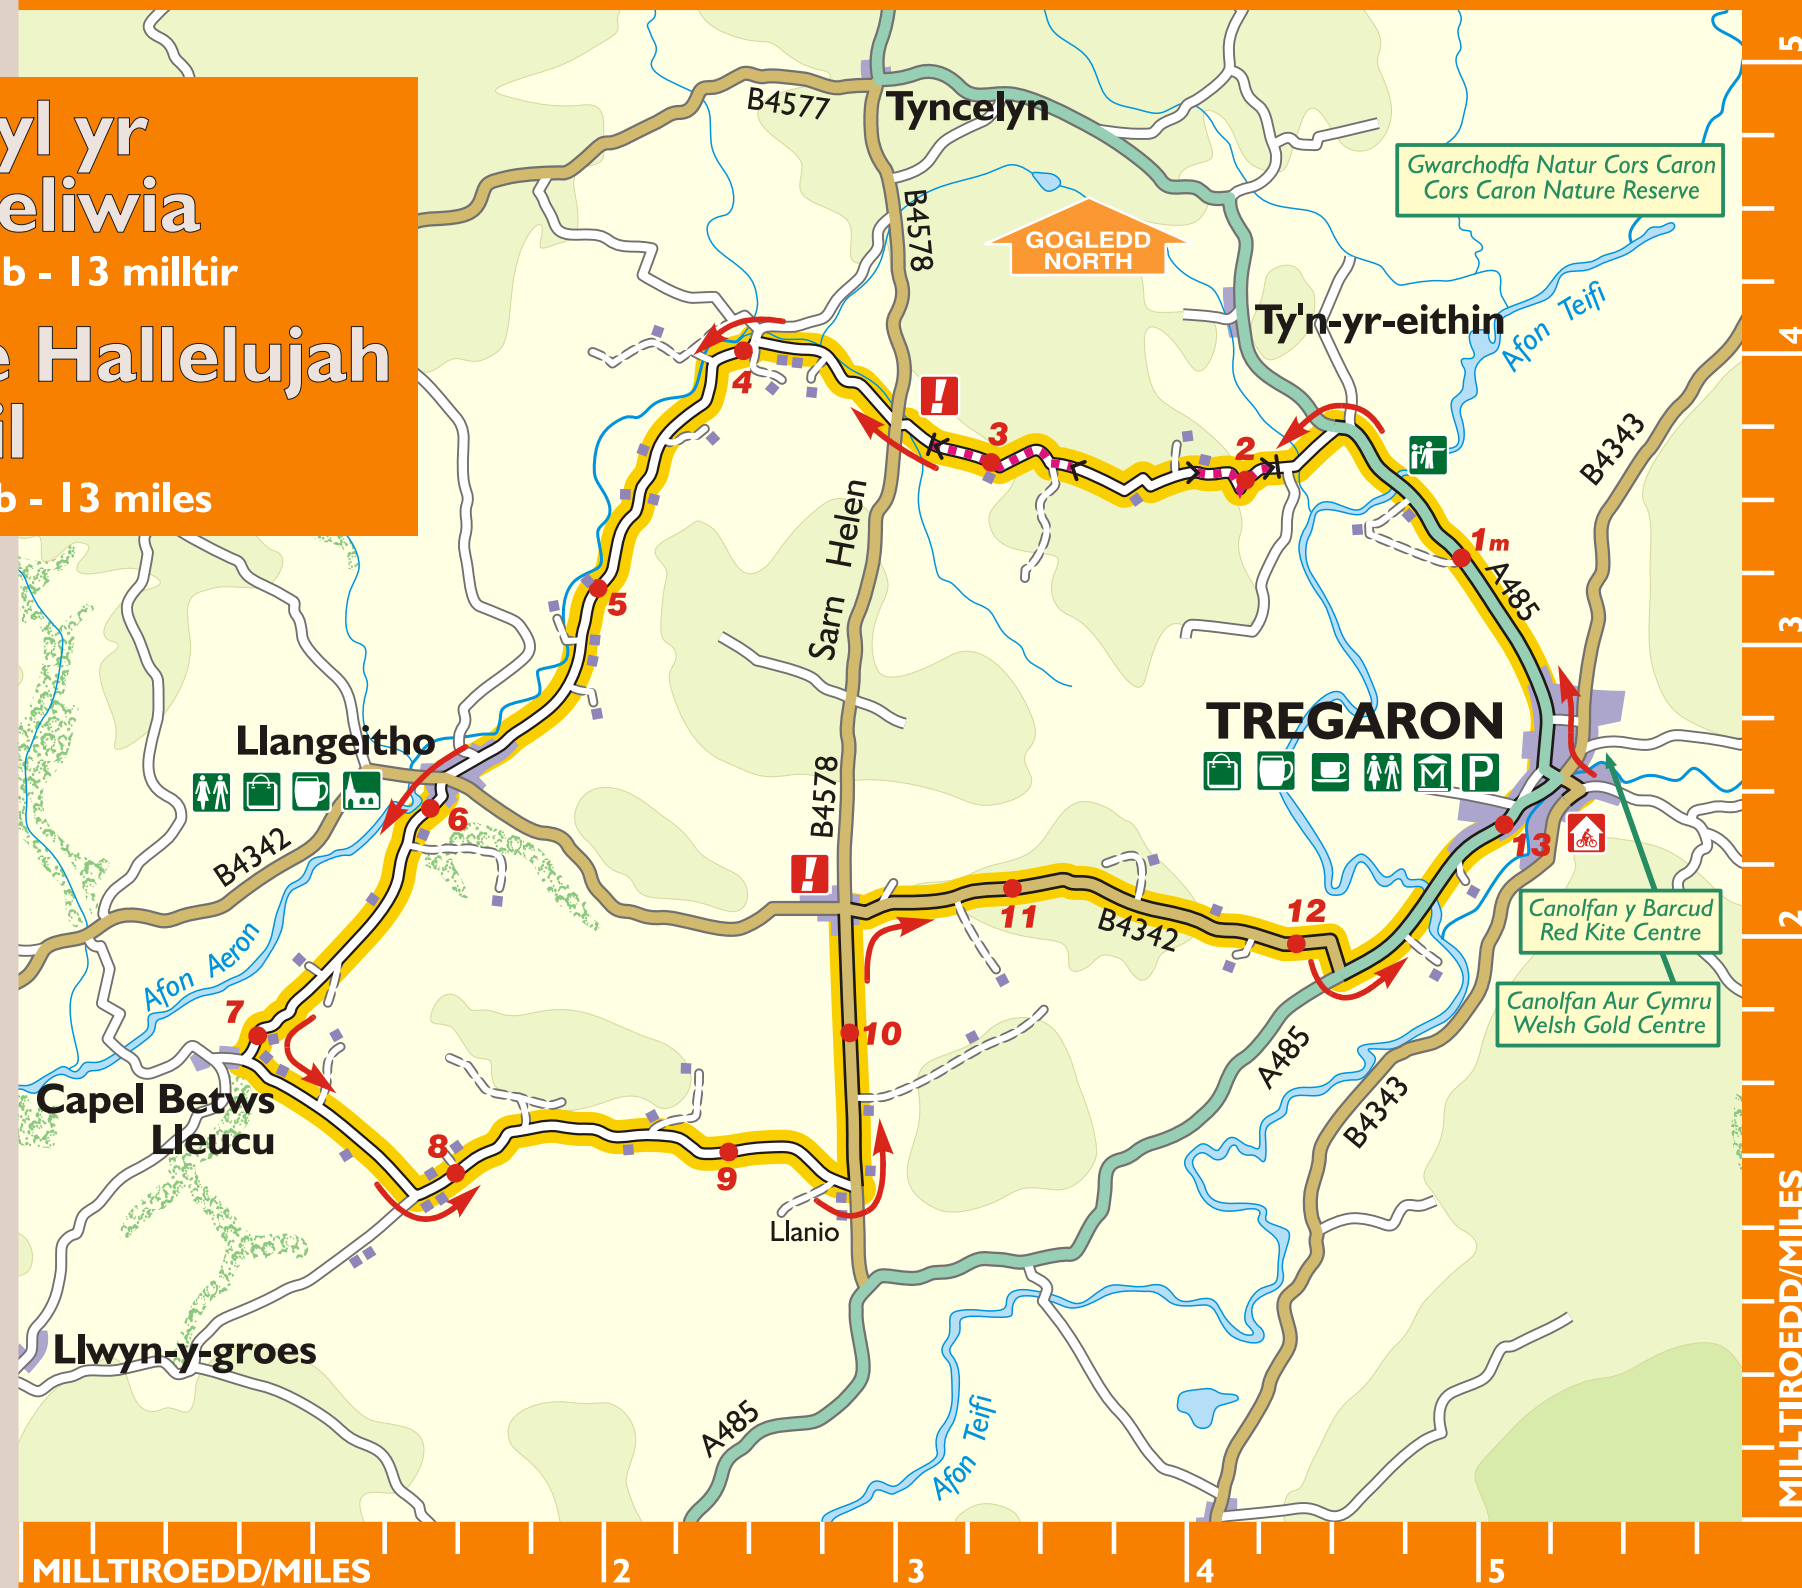 yl yr
eliwia
b - 13 milltir
e Hallelujah
il
b - 13 miles
B4577
Tyncelyn
B4578
GOGLEDD
NORTH
Gwarchodfa Natur Cors Caron
Cors Caron Nature Reserve
Afon Teifi
Ty'n-yr-eithin
B4343
4
3
2
1m
A485
5
Sarn Helen
Llangeitho
TREGARON
P
B4578
B4342
6
13
11
B4342
12
Canolfan y Barcud
Red Kite Centre
Canolfan Aur Cymru
Welsh Gold Centre
Afon Aeron
7
10
A485
B4343
Capel Betws
Lleucu
8
9
Llanio
Llwyn-y-groes
A485
Afon Teifi
MILLTIROEDD/MILES
2
3
4
5
5
4
3
2
MILLTIROEDD/MILES